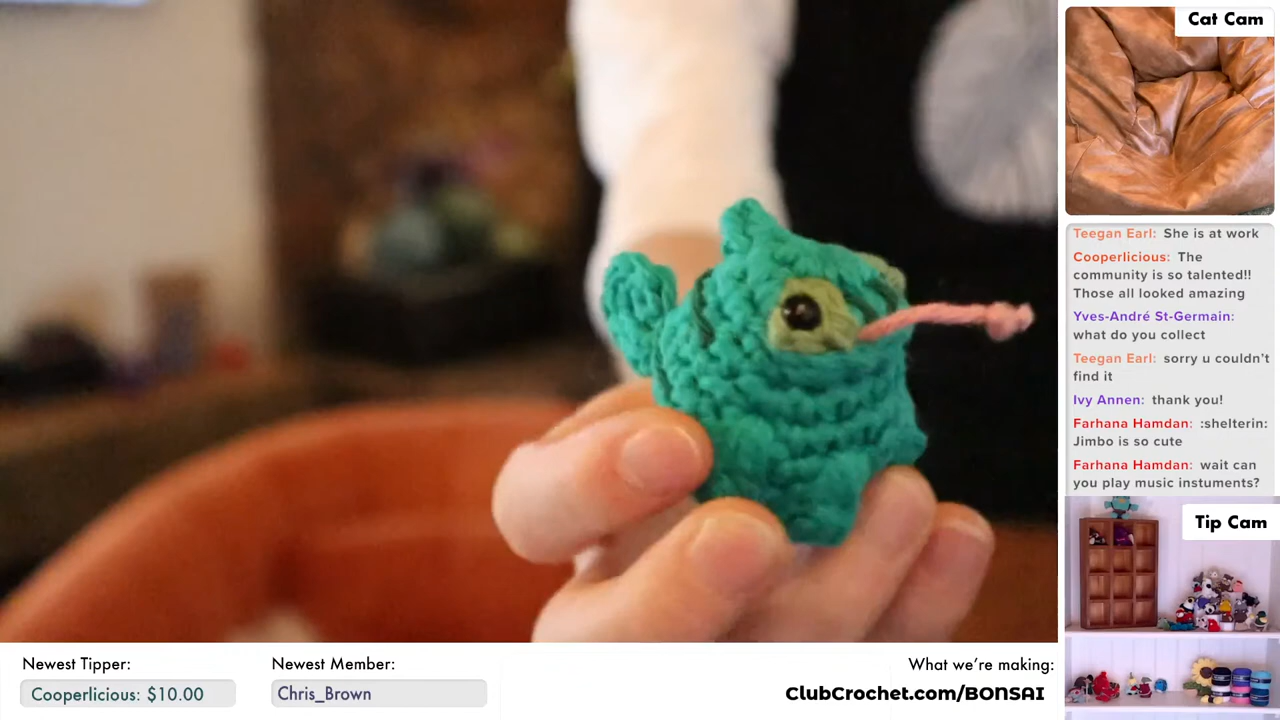 Cat Cam
Teegan Earl: She is at work
Cooperlicious: The
community is so talented!!
Those all looked amazing
Yves-André St-Germain:
what do you collect
Teegan Earl: sorry u couldn't
find it
Ivy Annen: thank you!
Farhana Hamdan: :shelterin:
Jimbo is so cute
Farhana Hamdan: wait can
you play music instuments?
Tip Cam
Newest Tipper:
Cooperlicious: $10.00
Newest Member:
Chris_Brown
What we're making:
ClubCrochet.com/BONSAI